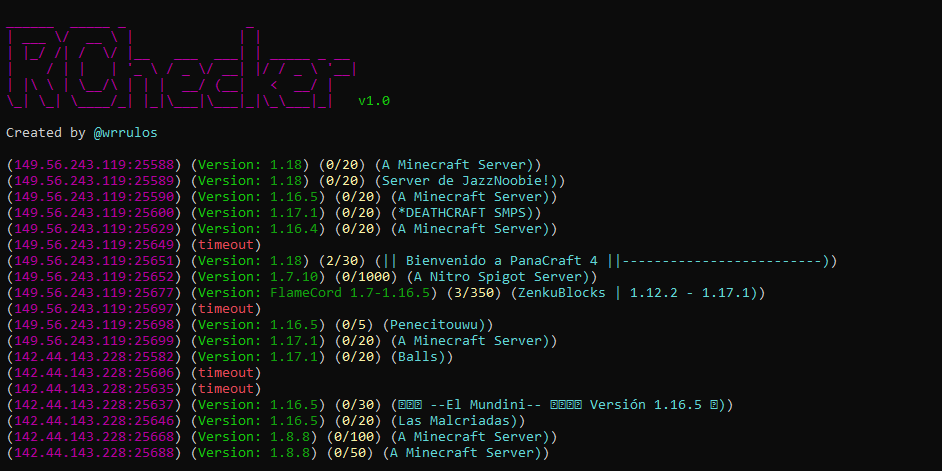 RChecker
v1.0
Created by @wrrulos
(149.56.243.119:25588) (Version: 1.18) (0/20) (A Minecraft Server))
(149.56.243.119:25589) (Version: 1.18) (0/20) (Server de JazzNoobie!))
(149.56.243.119:25590) (Version: 1.16.5) (0/20) (A Minecraft Server))
(149.56.243.119:25600) (Version: 1.17.1) (0/20) (*DEATHCRAFT SMPS))
(149.56.243.119:25629) (Version: 1.16.4) (0/20) (A Minecraft Server))
(149.56.243.119:25649) (timeout)
(149.56.243.119:25651) (Version: 1.18) (2/30) (|| Bienvenido a PanaCraft 4 ||-------------------------))
(149.56.243.119:25652) (Version: 1.7.10) (0/1000) (A Nitro Spigot Server))
(149.56.243.119:25677) (Version: FlameCord 1.7-1.16.5) (3/350) (ZenkuBlocks | 1.12.2 - 1.17.1))
(149.56.243.119:25697) (timeout)
(149.56.243.119:25698) (Version: 1.16.5) (0/5) (Penecitouwu))
(149.56.243.119:25699) (Version: 1.17.1) (0/20) (A Minecraft Server))
(142.44.143.228:25582) (Version: 1.17.1) (0/20) (Balls))
(142.44.143.228:25606) (timeout)
(142.44.143.228:25635) (timeout)
(142.44.143.228:25637) (Version: 1.16.5) (0/30) ( --El Mundini-- Versión 1.16.5 ))
(142.44.143.228:25646) (Version: 1.16.5) (0/20) (Las Malcriadas))
(142.44.143.228:25668) (Version: 1.8.8) (0/100) (A Minecraft Server))
(142.44.143.228:25688) (Version: 1.8.8) (0/50) (A Minecraft Server))